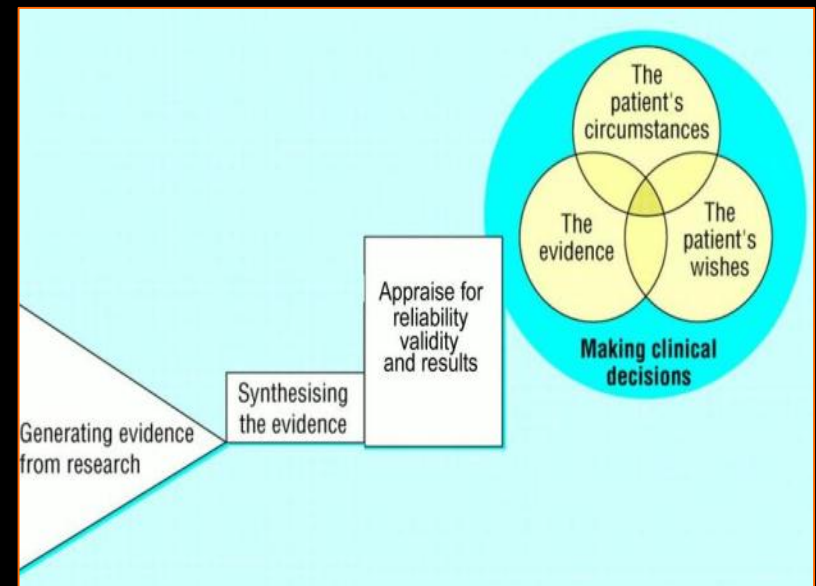 Generating evidence
from research
Synthesising
the evidence
Appraise for
reliability
validity
and results
The
patient's
circumstances
The
evidence
The
patient's
wishes
Making clinical
decisions